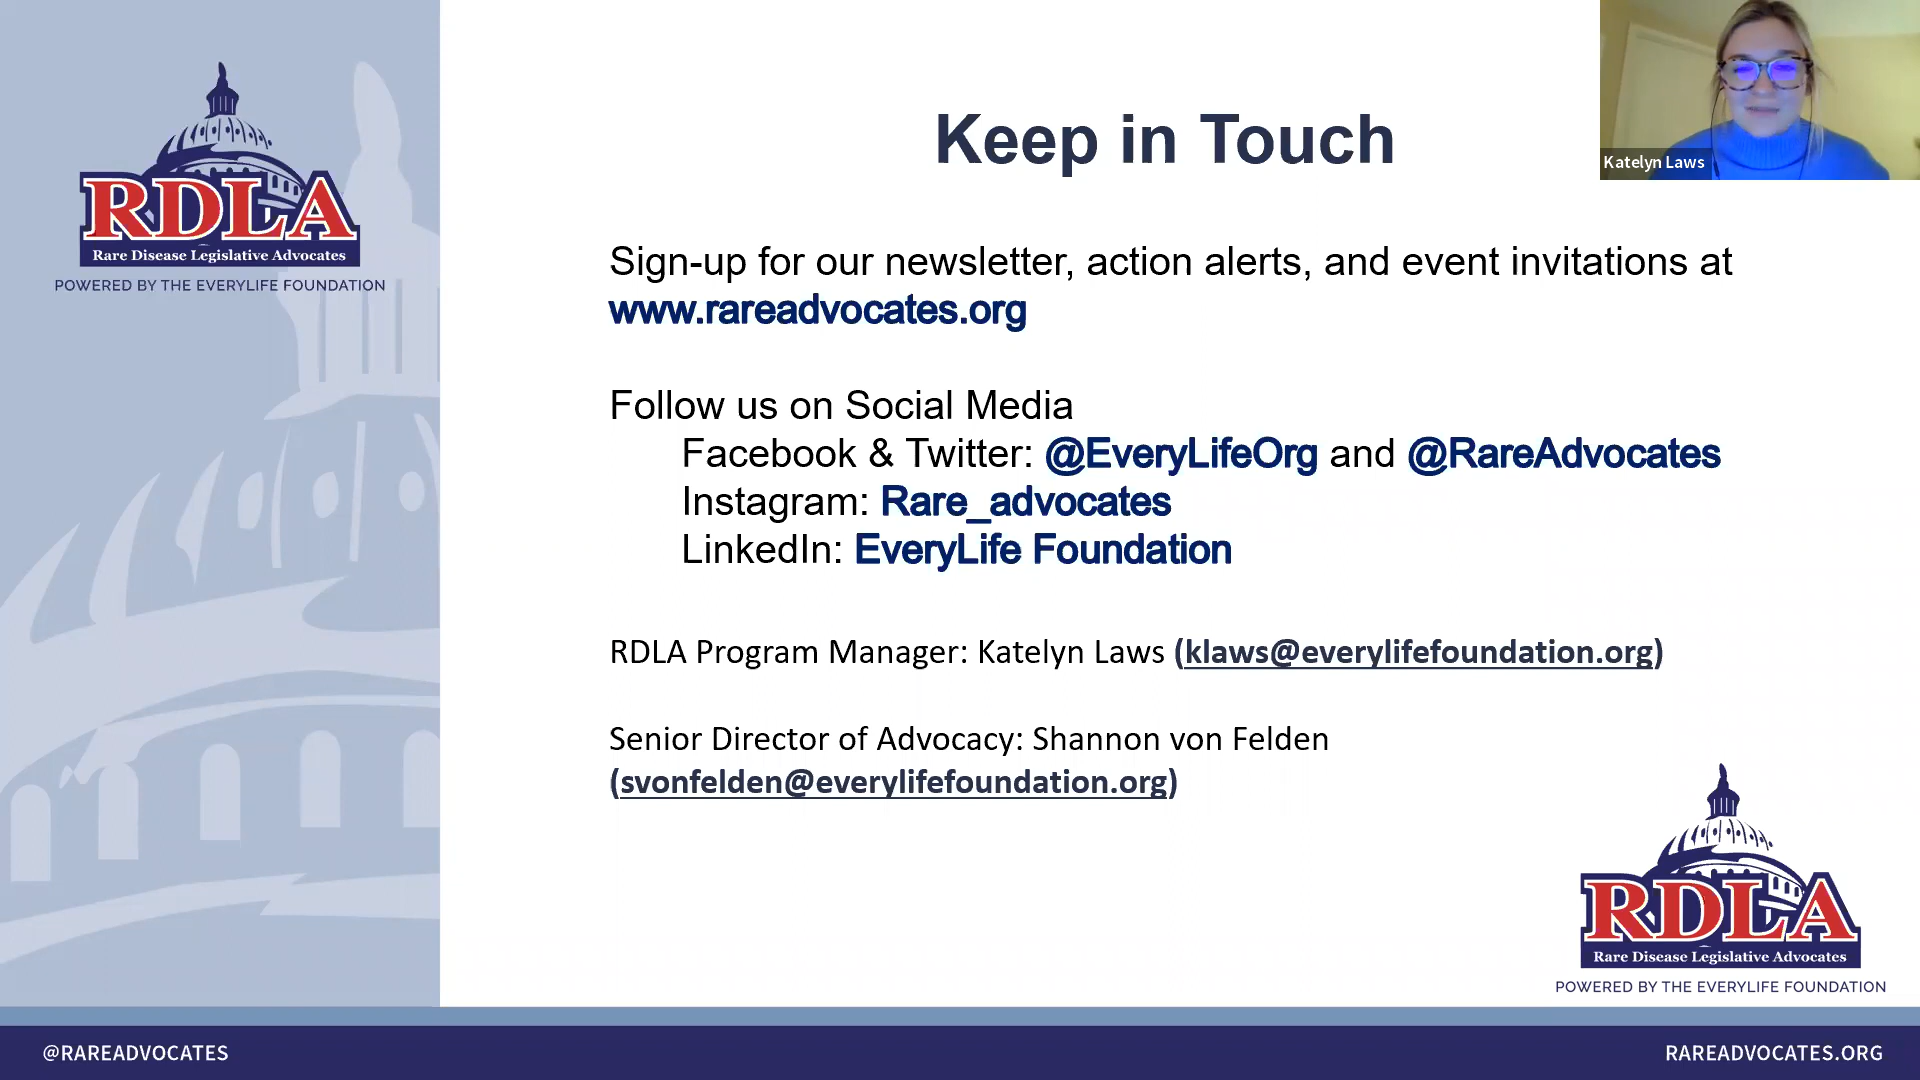 RDLA
Rare Disease Legislative Advocates
POWERED BY THE EVERYLIFE FOUNDATION
Keep in Touch
Katelyn Laws
Sign-up for our newsletter, action alerts, and event invitations at
www.rareadvocates.org
Follow us on Social Media
Facebook & Twitter: @EveryLifeOrg and @RareAdvocates
Instagram: Rare_advocates
LinkedIn: EveryLife Foundation
RDLA Program Manager: Katelyn Laws (klaws@everylifefoundation.org)
Senior Director of Advocacy: Shannon von Felden
(svonfelden@everylifefoundation.org)
RDLA
Rare Disease Legislative Advocates
POWERED BY THE EVERYLIFE FOUNDATION
@RAREADVOCATES
RAREADVOCATES.ORG